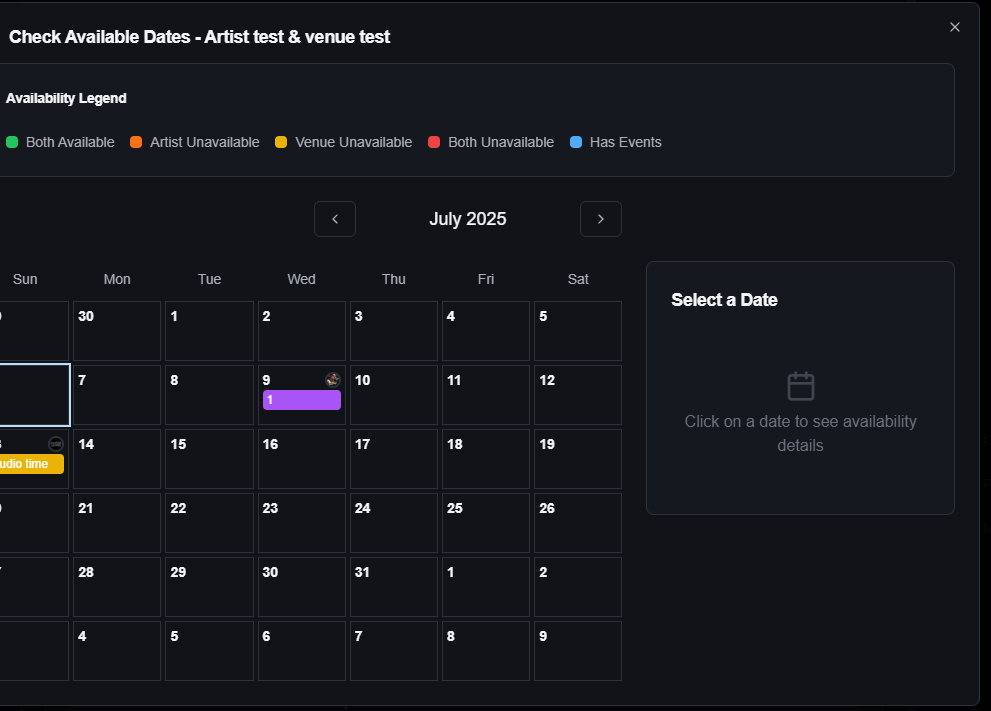 Check Available Dates - Artist test & venue test
Availability Legend
Both Available Artist Unavailable Venue Unavailable Both Unavailable Has Events
July 2025
Sun Mon Tue Wed Thu Fri Sat
Select a Date
30 1 2 3 4 5
7 8 9 10 11 12
1
Click on a date to see availability
details
14 15 16 17 18 19
udio time
21 22 23 24 25 26
28 29 30 31 1 2
4 5 6 7 8 9